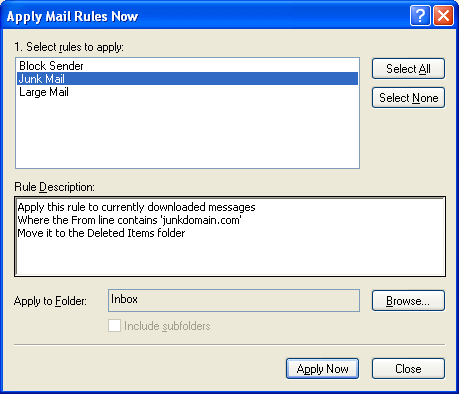 Apply Mail Rules Now
1. Select rules to apply:
Block Sender
Junk Mail
Large Mail
Select All
Select None
Rule Description:
Apply this rule to currently downloaded messages
Where the From line contains 'junkdomain.com'
Move it to the Deleted Items folder
Apply to Folder:
Inbox
Browse...
Include subfolders
Apply Now
Close